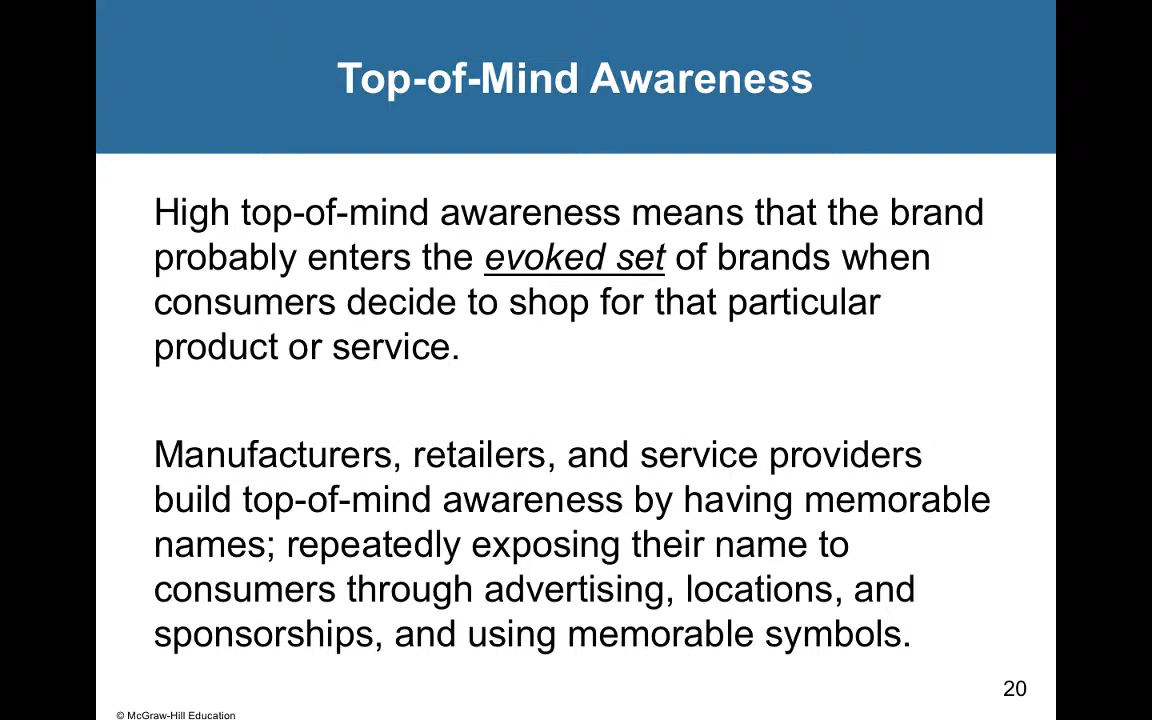 Top-of-Mind Awareness
High top-of-mind awareness means that the brand
probably enters the evoked set of brands when
consumers decide to shop for that particular
product or service.
Manufacturers, retailers, and service providers
build top-of-mind awareness by having memorable
names; repeatedly exposing their name to
consumers through advertising, locations, and
sponsorships, and using memorable symbols.
20
© McGraw-Hill Education